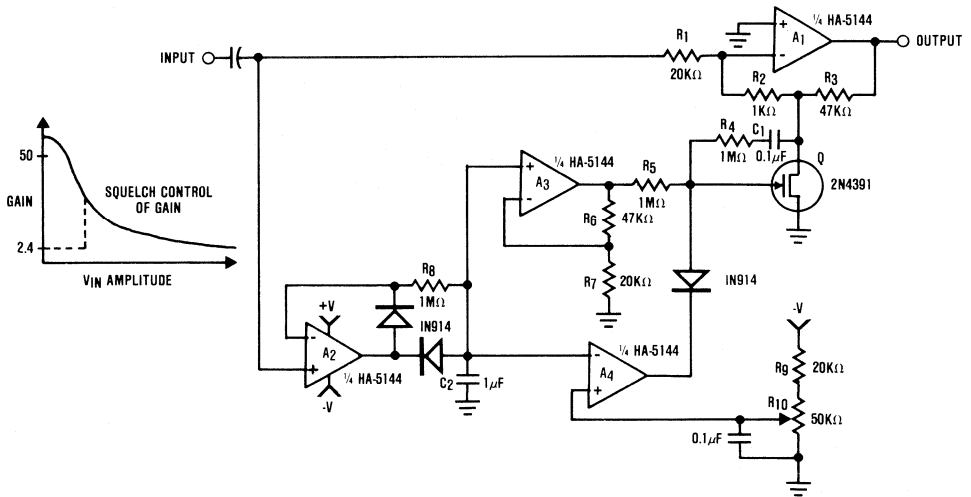 ¼ HA-5144
+
-
A1
INPUT
OUTPUT
R1
20KΩ
R2
1KΩ
R3
47KΩ
R4
1MΩ
C1
0.1µF
Q
2N4391
50
GAIN
2.4
SQUELCH CONTROL
OF GAIN
VIN AMPLITUDE
¼ HA-5144
+
-
A3
R5
1MΩ
R6
47KΩ
R7
20KΩ
IN914
R8
1MΩ
IN914
+V
-
+
A2
¼ HA-5144
-V
C2
1µF
¼ HA-5144
-
+
A4
-V
R9
20KΩ
R10
50KΩ
0.1µF